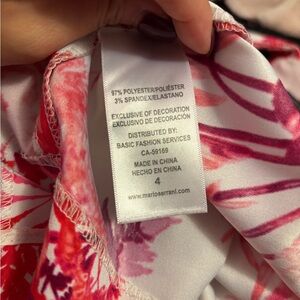 97% POLYESTER/POLIÉSTER
3% SPANDEX/ELASTANO
EXCLUSIVE OF DECORATION
EXCLUSIVO DE DECORACIÓN
DISTRIBUTED BY:
BASIC FASHION SERVICES
CA-59169
MADE IN CHINA
HECHO EN CHINA
4
www.marioserrani.com